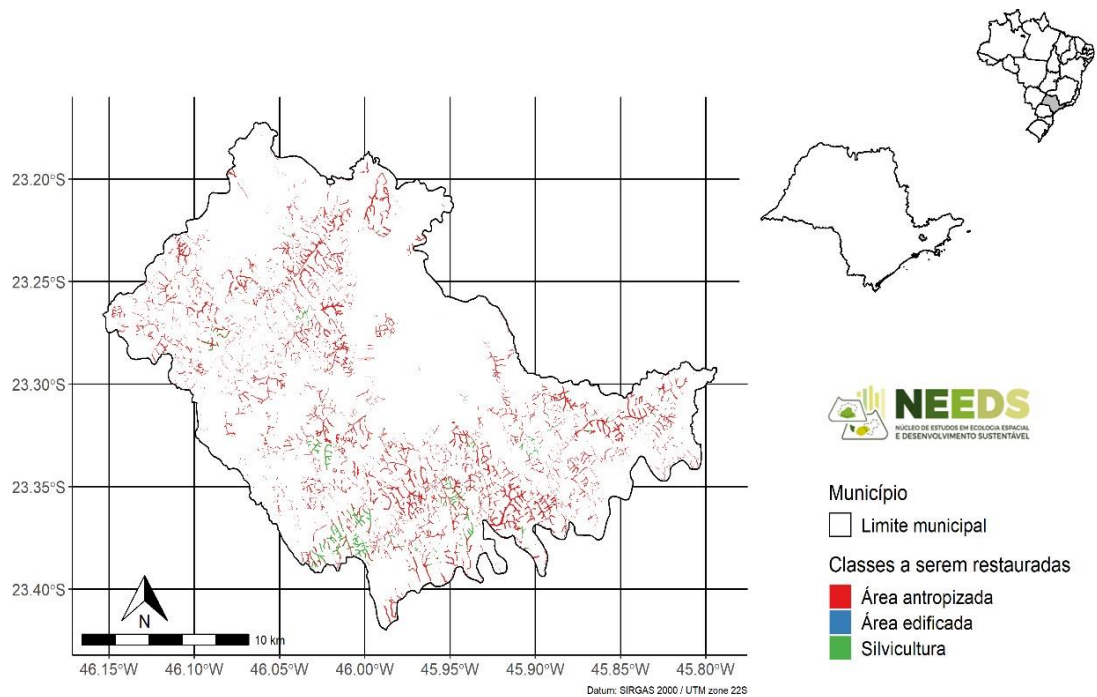 23.20°S
23.25°S
23.30°S
23.35°S
23.40°S
N
10 km
46.15°W 46.10°W 46.05°W 46.00°W 45.95°W 45.90°W 45.85°W 45.80°W
Datum: SIRGAS 2000 / UTM zone 22S
NEEDS
NÚCLEO DE ESTUDOS EM ECOLOGIA ESPACIAL
E DESENVOLVIMENTO SUSTENTÁVEL
Município
Limite municipal
Classes a serem restauradas
Área antropizada
Área edificada
Silvicultura